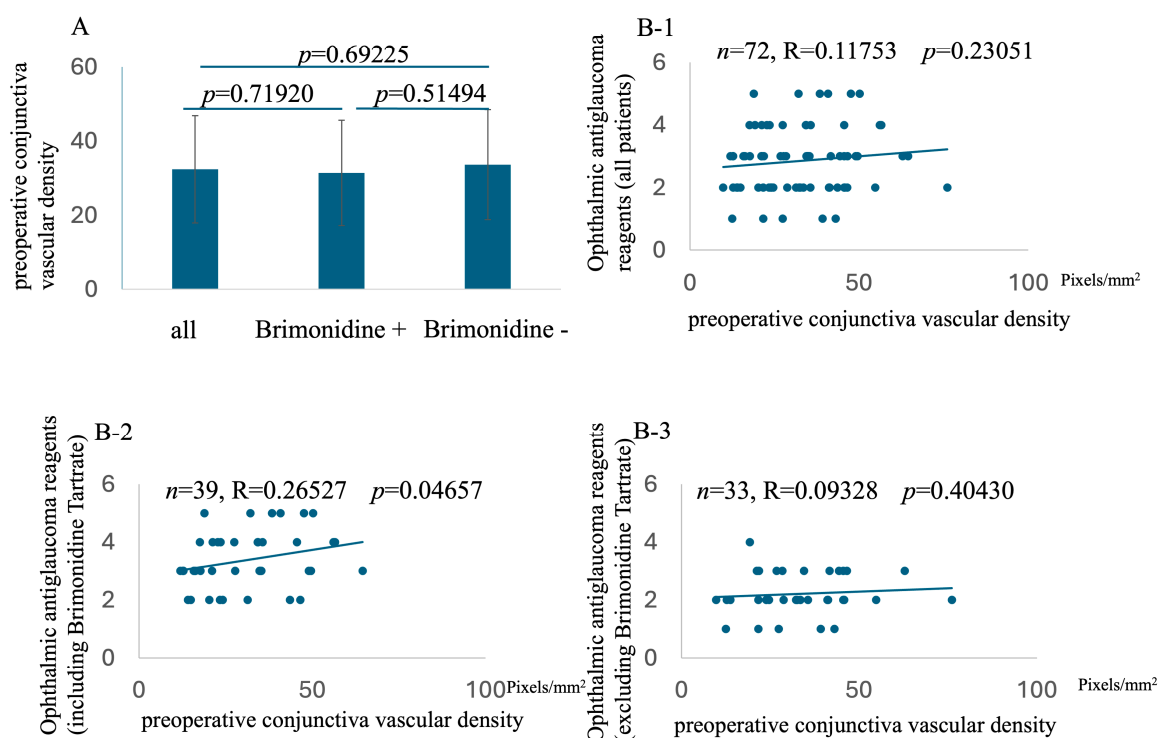 A
p=0.69225
p=0.71920
p=0.51494
60
40
20
0
preoperative conjunctiva
vascular density
all
Brimonidine +
Brimonidine -
B-1
n=72, R=0.11753 p=0.23051
Ophthalmic antiglaucoma
reagents (all patients)
6
4
2
0
0
50
100
Pixels/mm²
preoperative conjunctiva vascular density
B-2
n=39, R=0.26527 p=0.04657
Ophthalmic antiglaucoma reagents
(including Brimonidine Tartrate)
6
4
2
0
0
50
100
Pixels/mm²
preoperative conjunctiva vascular density
B-3
n=33, R=0.09328 p=0.40430
Ophthalmic antiglaucoma reagents
(excluding Brimonidine Tartrate)
6
4
2
0
0
50
100
Pixels/mm²
preoperative conjunctiva vascular density